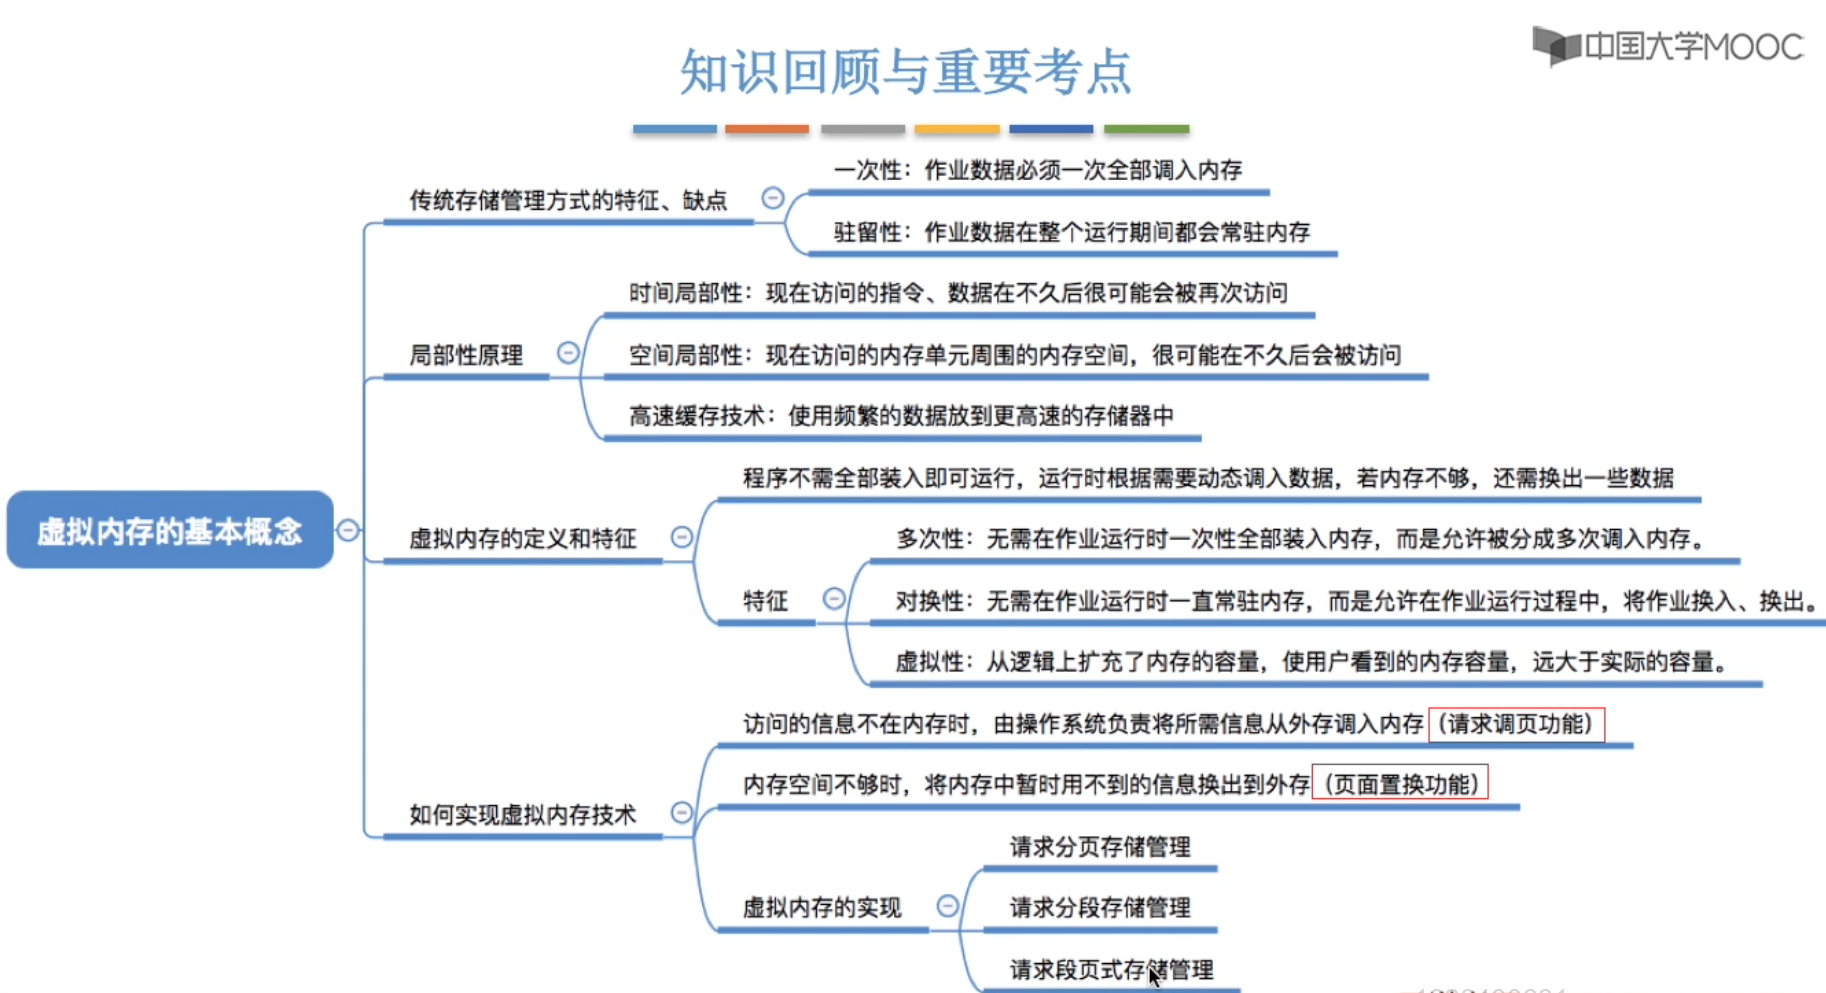 中国大学MOOC
知识回顾与重要考点
虚拟内存的基本概念
传统存储管理方式的特征、缺点
一次性：作业数据必须一次全部调入内存
驻留性：作业数据在整个运行期间都会常驻内存
局部性原理
时间局部性：现在访问的指令、数据在不久后很可能会被再次访问
空间局部性：现在访问的内存单元周围的内存空间，很可能在不久后会被访问
高速缓存技术：使用频繁的数据放到更高速的存储器中
虚拟内存的定义和特征
程序不需全部装入即可运行，运行时根据需要动态调入数据，若内存不够，还需换出一些数据
特征
多次性：无需在作业运行时一次性全部装入内存，而是允许被分成多次调入内存。
对换性：无需在作业运行时一直常驻内存，而是允许在作业运行过程中，将作业换入、换出。
虚拟性：从逻辑上扩充了内存的容量，使用户看到的内存容量，远大于实际的容量。
如何实现虚拟内存技术
访问的信息不在内存时，由操作系统负责将所需信息从外存调入内存（请求调页功能）
内存空间不够时，将内存中暂时用不到的信息换出到外存（页面置换功能）
虚拟内存的实现
请求分页存储管理
请求分段存储管理
请求段页式存储管理